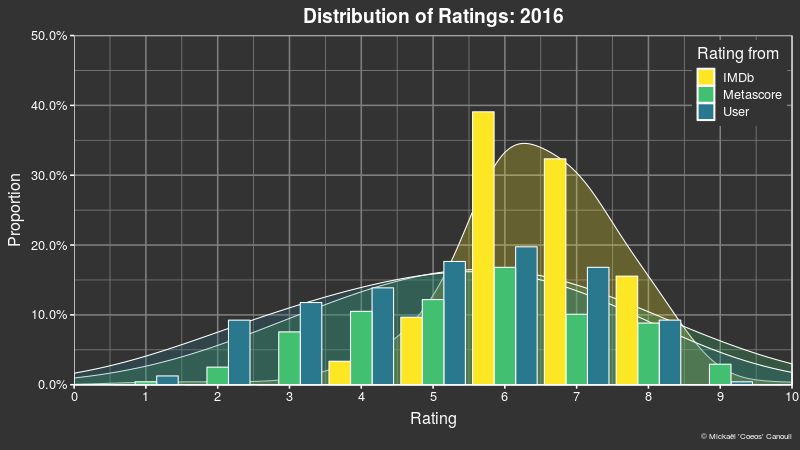 Distribution of Ratings: 2016
50.0%
40.0%
30.0%
20.0%
10.0%
0.0%
Proportion
Rating from
IMDb
Metascore
User
0 1 2 3 4 5 6 7 8 9 10
Rating
© Mickaël 'Coeos' Canouil